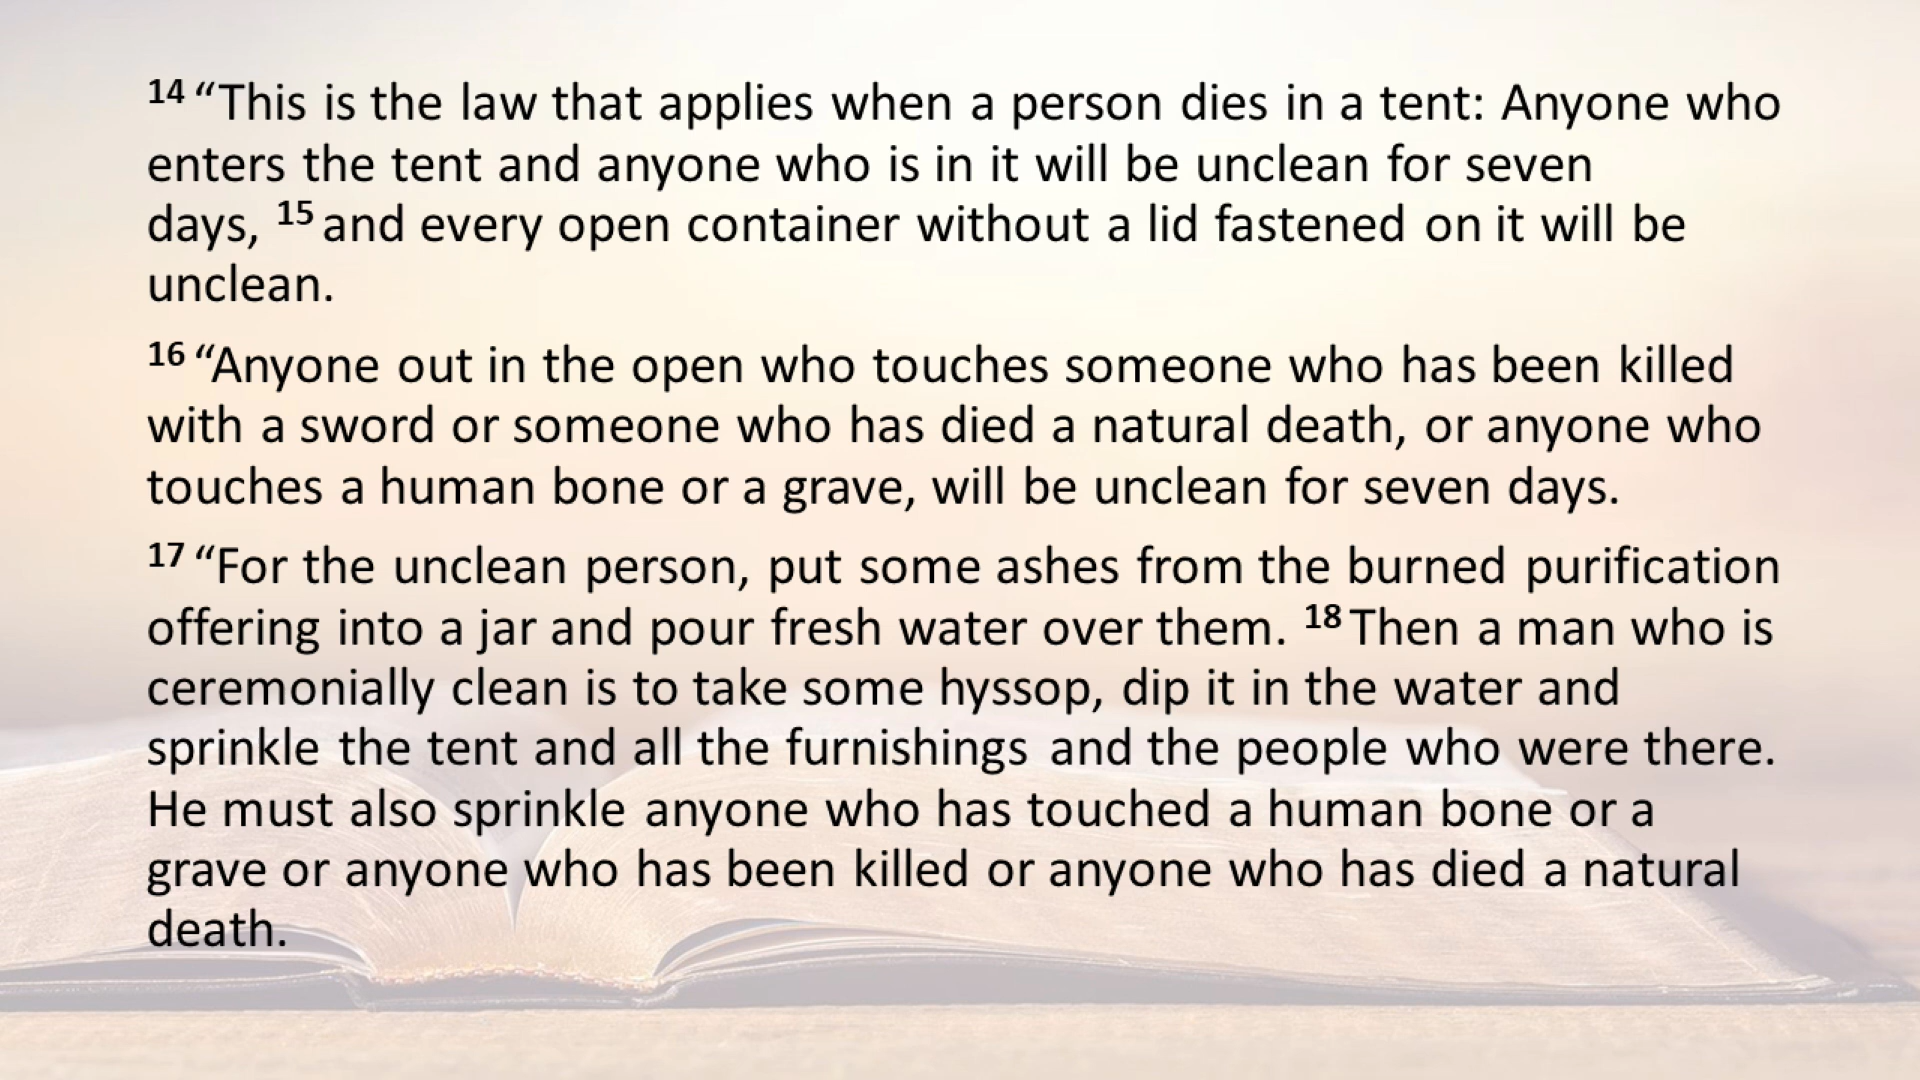 14 “This is the law that applies when a person dies in a tent: Anyone who
enters the tent and anyone who is in it will be unclean for seven
days, 15 and every open container without a lid fastened on it will be
unclean.
16 “Anyone out in the open who touches someone who has been killed
with a sword or someone who has died a natural death, or anyone who
touches a human bone or a grave, will be unclean for seven days.
17 “For the unclean person, put some ashes from the burned purification
offering into a jar and pour fresh water over them. 18 Then a man who is
ceremonially clean is to take some hyssop, dip it in the water and
sprinkle the tent and all the furnishings and the people who were there.
He must also sprinkle anyone who has touched a human bone or a
grave or anyone who has been killed or anyone who has died a natural
death.